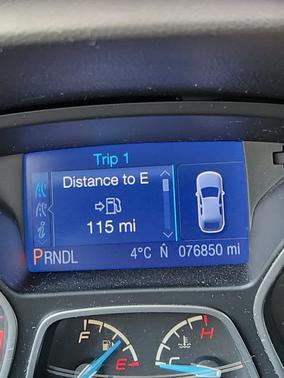 Trip 1
Distance to E
115 mi
PRNDL 4°C N 076850 mi
F H
E C